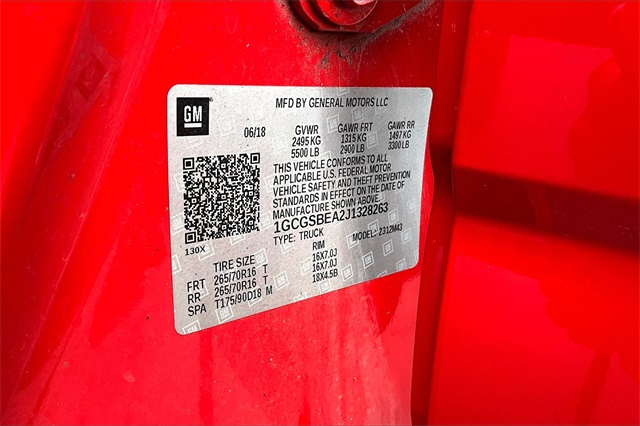 GM
MFD BY GENERAL MOTORS LLC
06/18 GVWR GAWR FRT GAWR RR
2495 KG 1315 KG 1497 KG
5500 LB 2900 LB 3300 LB
THIS VEHICLE CONFORMS TO ALL
APPLICABLE U.S. FEDERAL MOTOR
VEHICLE SAFETY AND THEFT PREVENTION
STANDARDS IN EFFECT ON THE DATE OF
MANUFACTURE SHOWN ABOVE.
1GCGSBEA2J1328263
130X TYPE: TRUCK MODEL: 2312M43
TIRE SIZE RIM
FRT 265/70R16 T 16X7.0J
RR 265/70R16 T 16X7.0J
SPA T175/90D18 M 18X4.5B